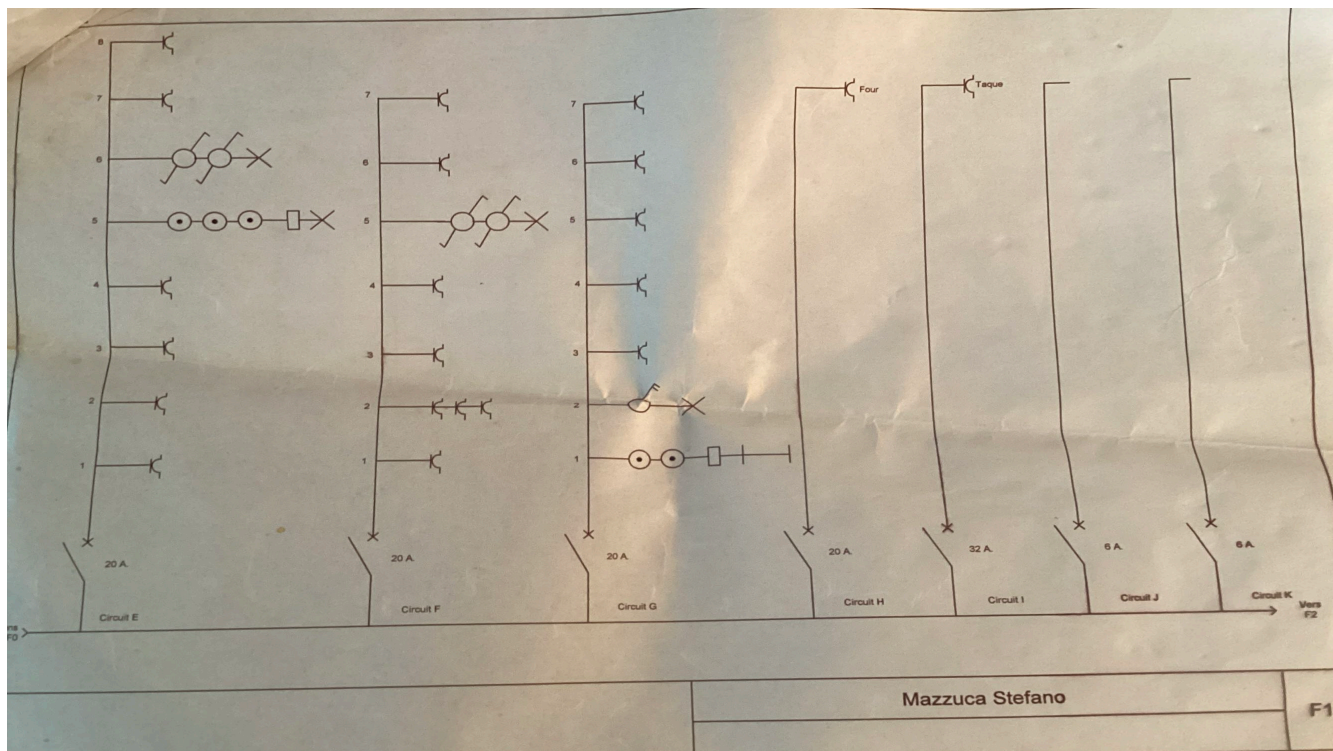 8
7
6
5
4
3
2
1
20 A.
Circuit E
7
6
5
4
3
2
1
20 A.
Circuit F
7
6
5
4
3
2
1
20 A.
Circuit G
Four
20 A.
Circuit H
Taque
32 A.
Circuit I
6 A.
Circuit J
6 A.
Circuit K
Vers
F2
F0
Mazzuca Stefano
F1